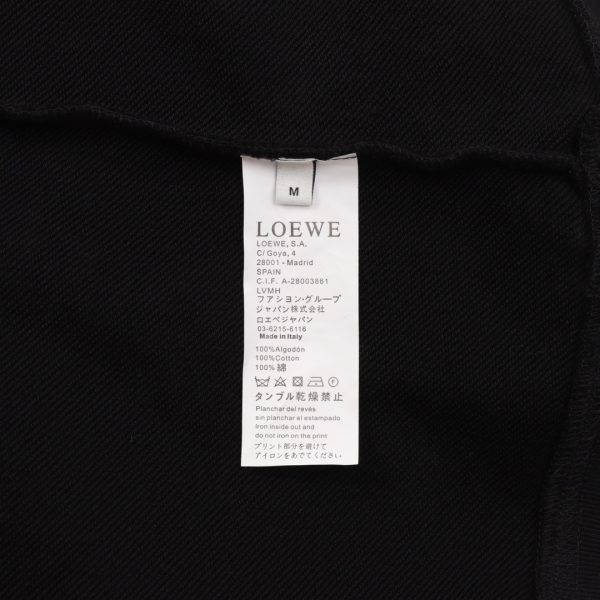 M
LOEWE
LOEWE, S.A.
C/ Goya, 4
28001 - Madrid
SPAIN
C.I.F. A-28003861
LVMH
ファション・グループ
ジャパン株式会社
ロエベジャパン
03-6215-6116
Made in Italy
100%Algodón
100%Cotton
100% 綿
タンブル乾燥禁止
Planchar del revés
sin planchar el estampado
Iron inside out and
do not iron on the print
プリント部分を避けて
アイロンをあててください